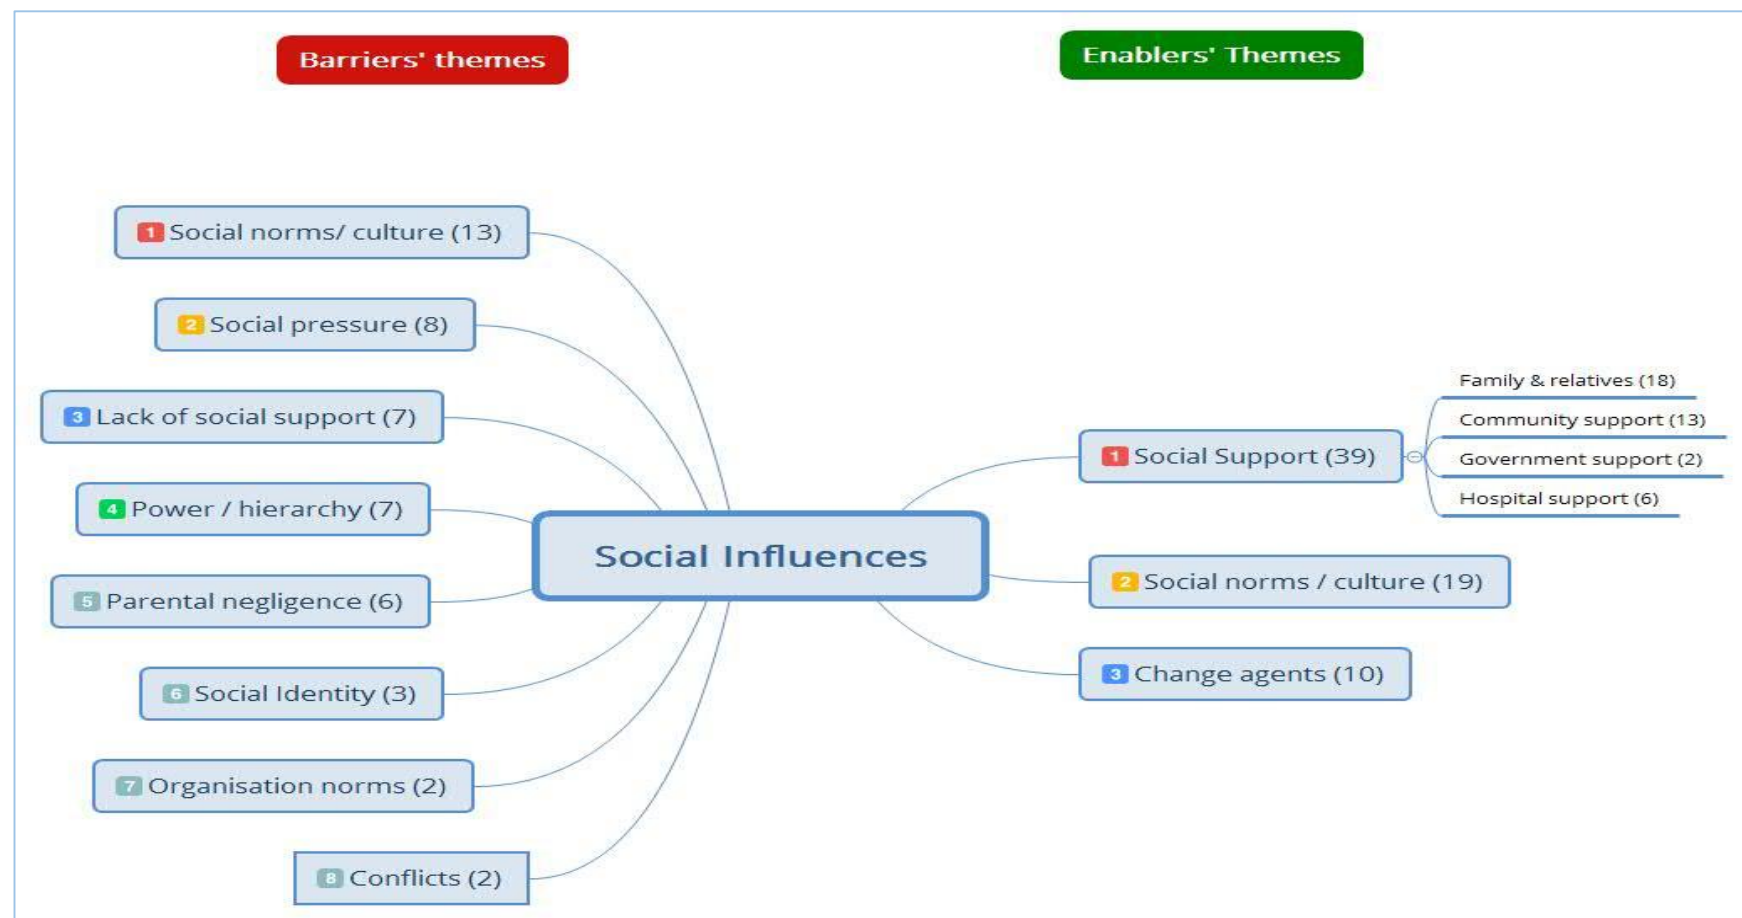 Barriers' themes
Enablers' Themes
1 Social norms/ culture (13)
2 Social pressure (8)
3 Lack of social support (7)
4 Power / hierarchy (7)
5 Parental negligence (6)
6 Social Identity (3)
7 Organisation norms (2)
8 Conflicts (2)
Social Influences
1 Social Support (39)
Family & relatives (18)
Community support (13)
Government support (2)
Hospital support (6)
2 Social norms / culture (19)
3 Change agents (10)